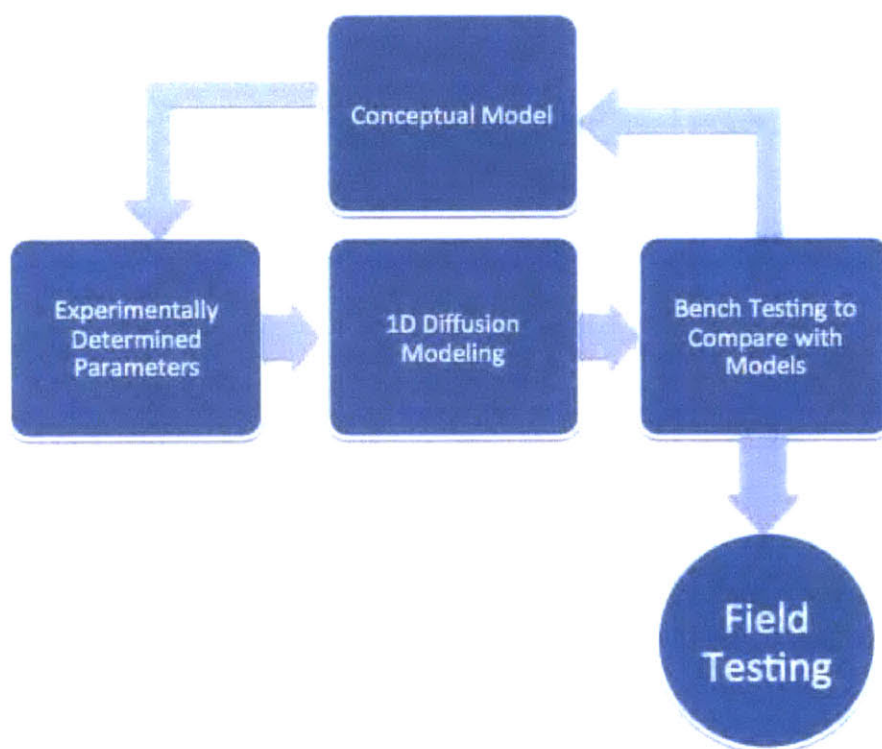 Conceptual Model
Experimentally
Determined
Parameters
1D Diffusion
Modeling
Bench Testing to
Compare with
Models
Field
Testing